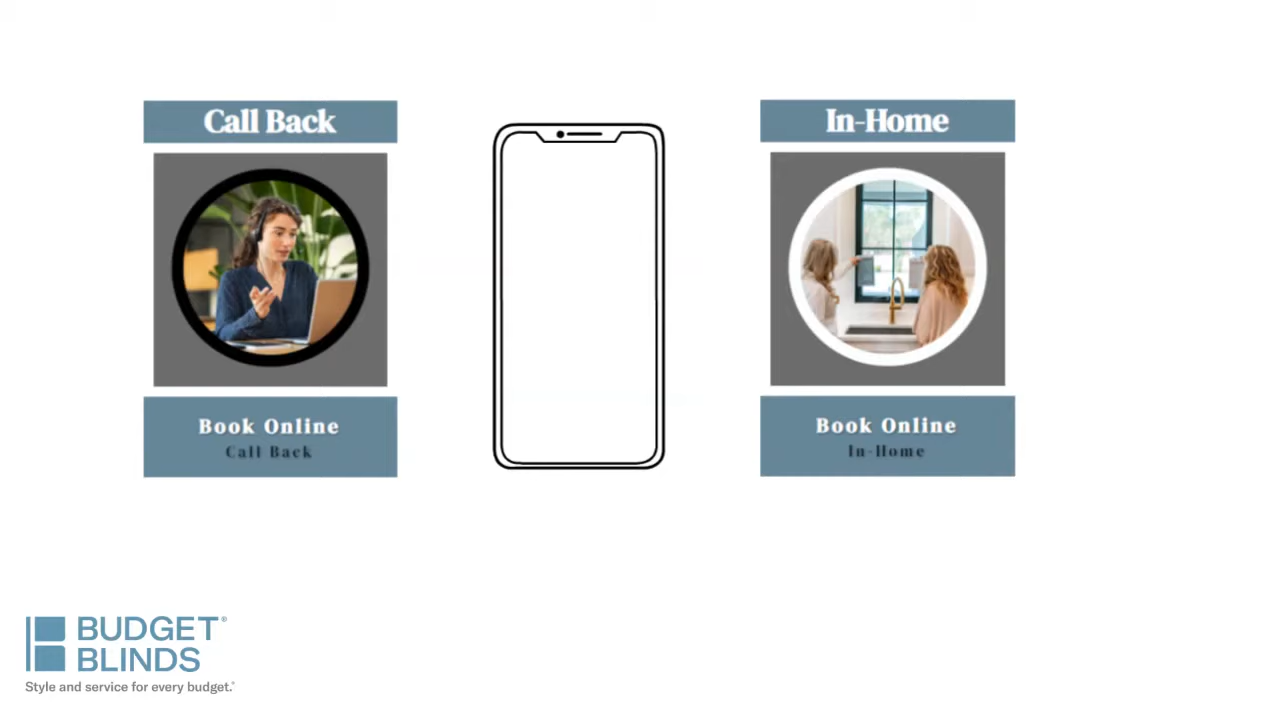 Call Back
Book Online
Call Back
In-Home
Book Online
In-Home
BUDGET®
BLINDS
Style and service for every budget.®